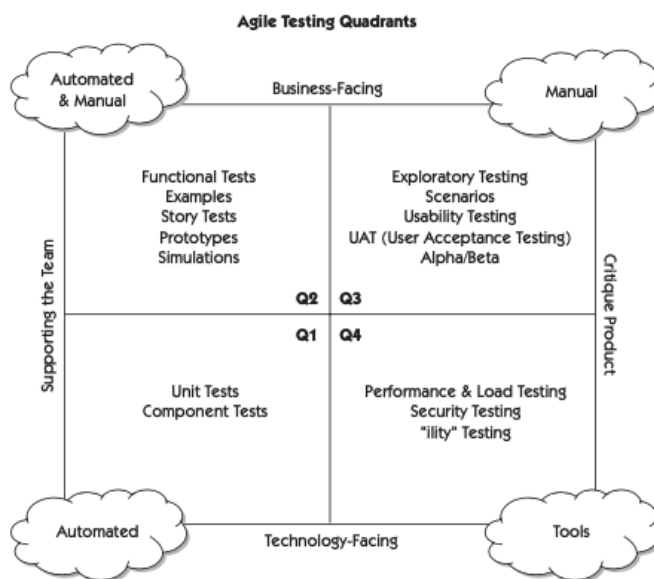 Agile Testing Quadrants
Automated
& Manual
Business-Facing
Manual
Functional Tests
Examples
Story Tests
Prototypes
Simulations
Exploratory Testing
Scenarios
Usability Testing
UAT (User Acceptance Testing)
Alpha/Beta
Supporting the Team
Q2
Q3
Critique Product
Q1
Q4
Unit Tests
Component Tests
Performance & Load Testing
Security Testing
"ility" Testing
Automated
Technology-Facing
Tools